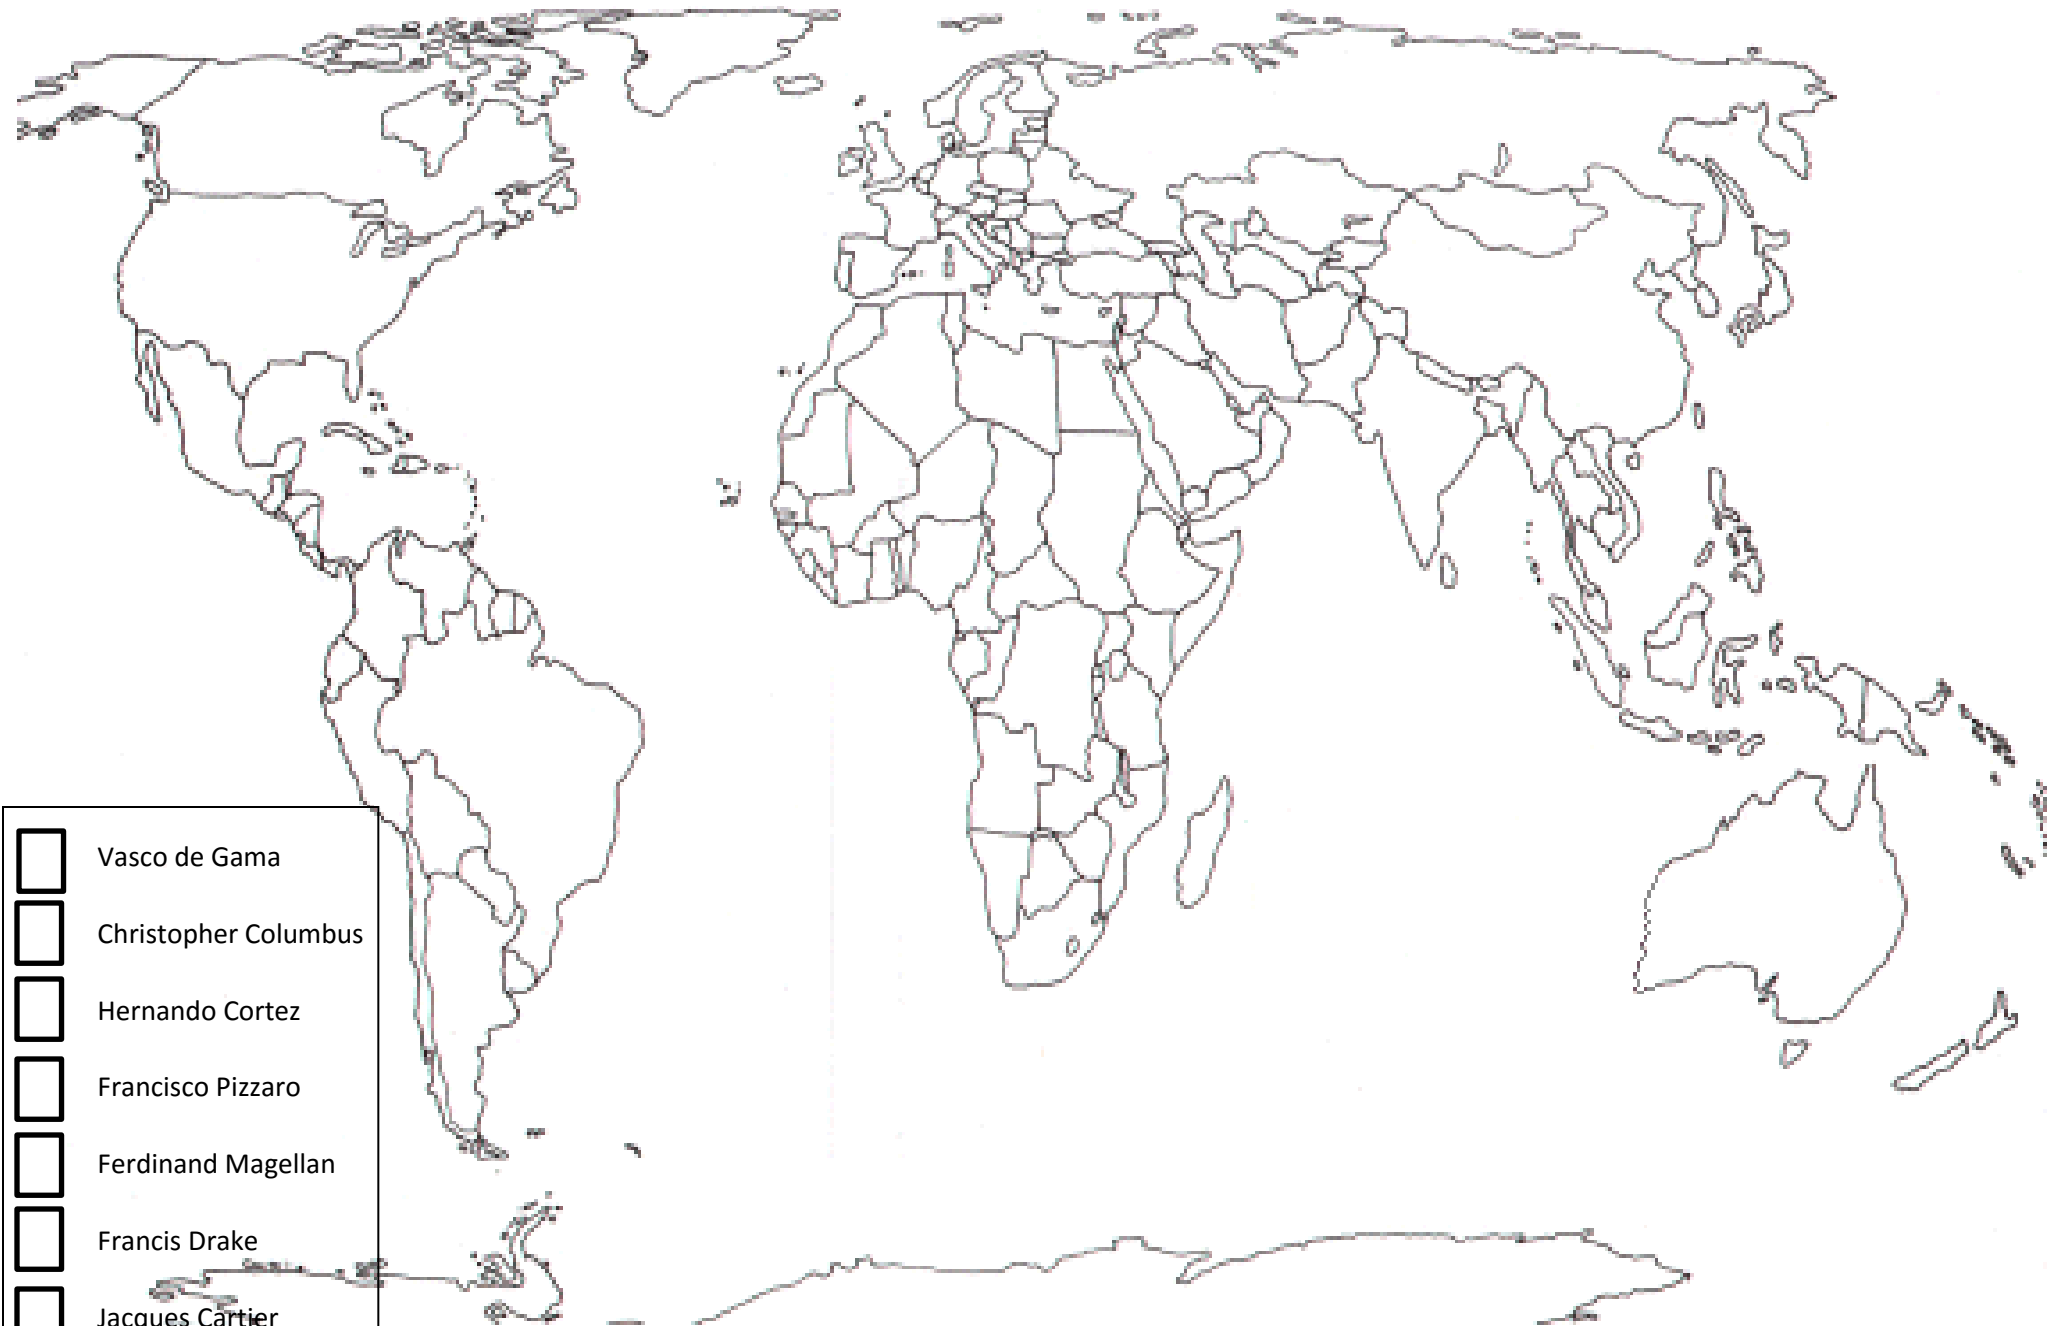 Vasco de Gama
Christopher Columbus
Hernando Cortez
Francisco Pizzaro
Ferdinand Magellan
Francis Drake
Jacques Cartier